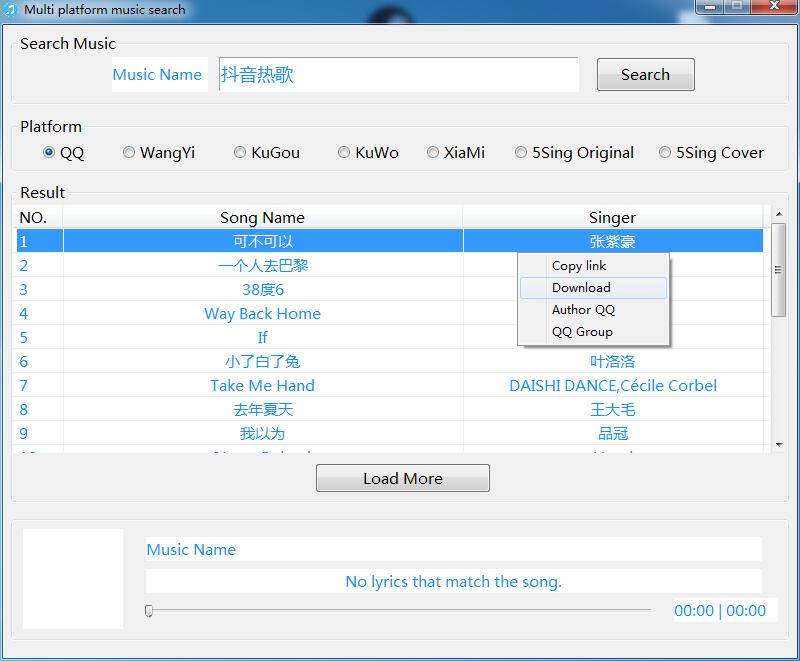 Multi platform music search
Search Music
Music Name 抖音热歌 Search
Platform
QQ WangYi KuGou KuWo XiaMi 5Sing Original 5Sing Cover
Result
NO. Song Name Singer
1 可不可以 张紫豪
2 一个人去巴黎
Copy link
3 38度6
Download
4 Way Back Home
Author QQ
5 If
QQ Group
6 小了白了兔 叶洛洛
7 Take Me Hand DAISHI DANCE,Cécile Corbel
8 去年夏天 王大毛
9 我以为 品冠
Load More
Music Name
No lyrics that match the song.
00:00 | 00:00